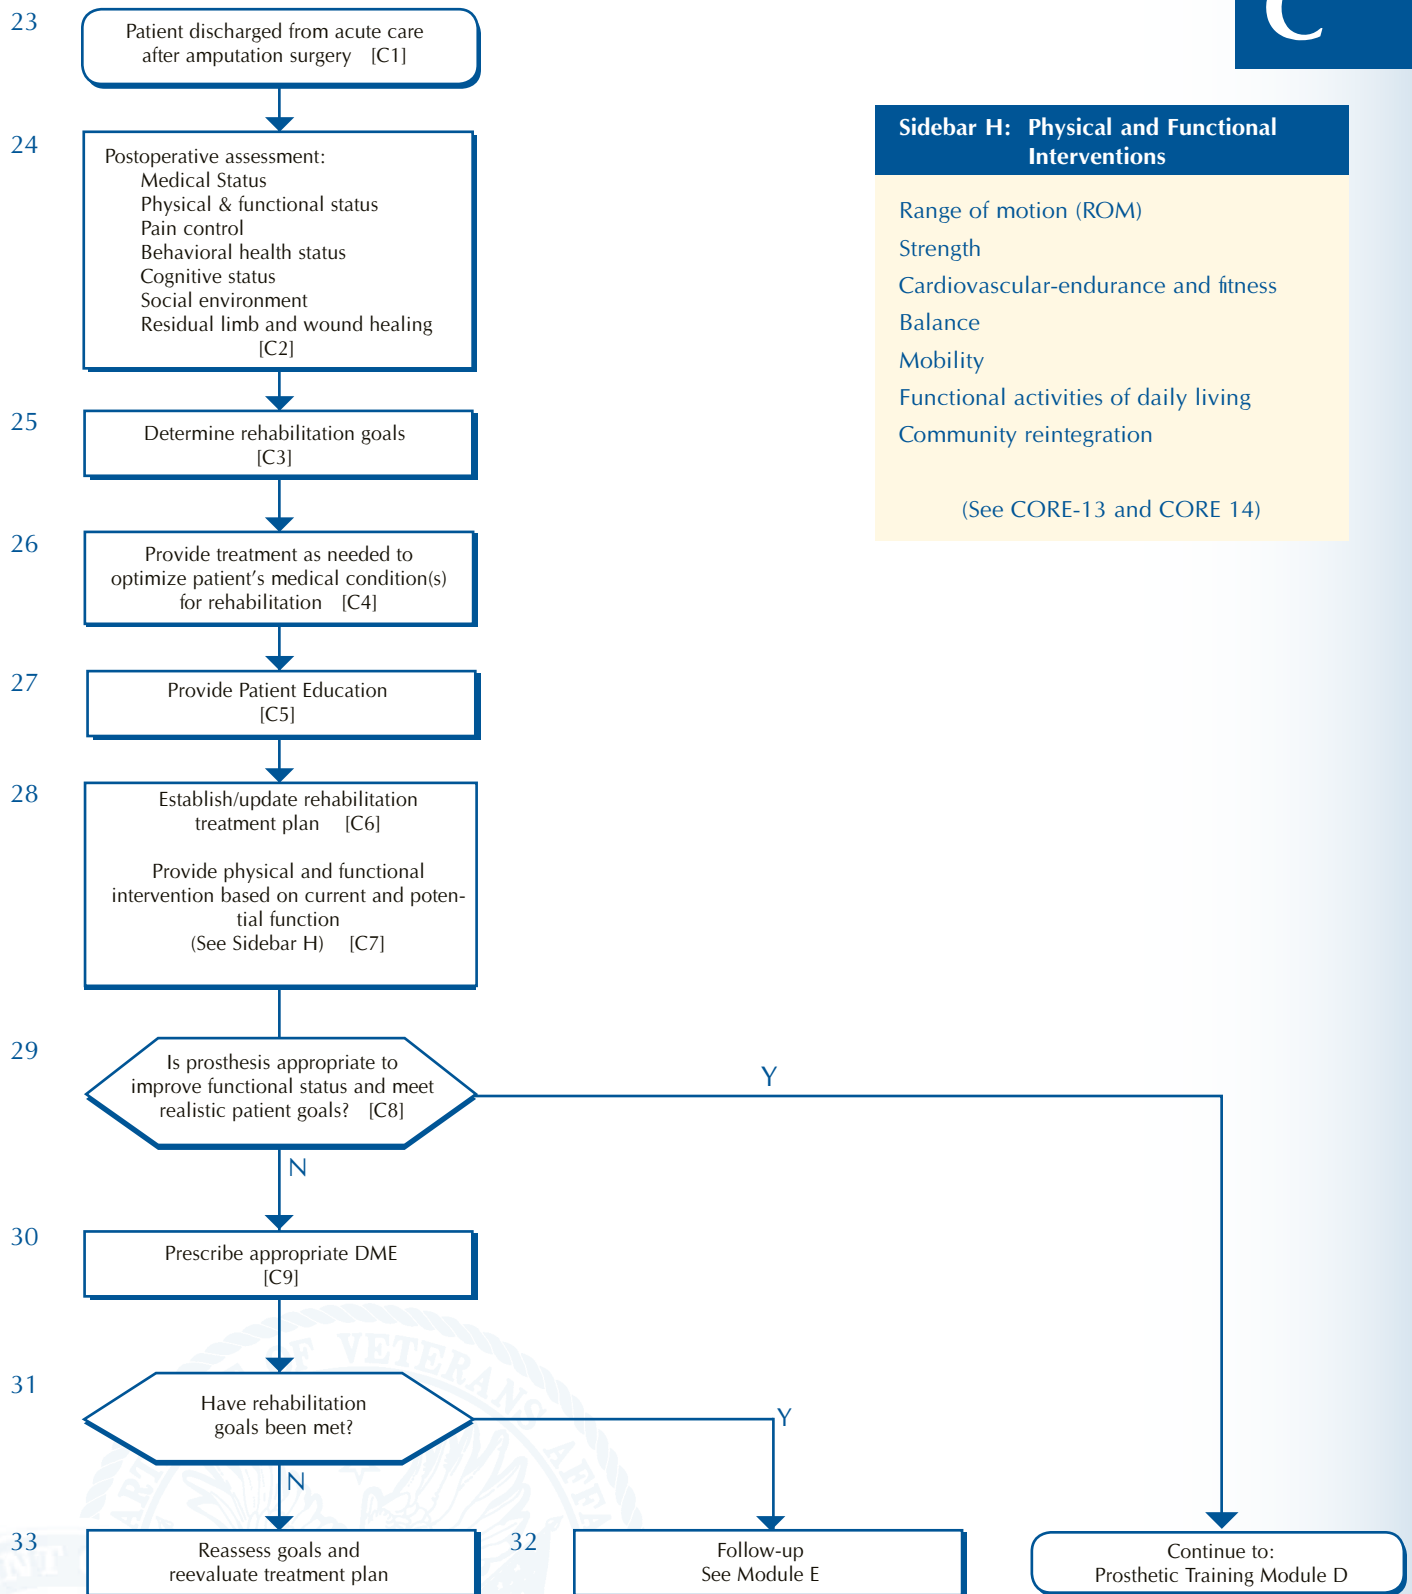 C
23
Patient discharged from acute care
after amputation surgery [C1]
24
Postoperative assessment:
Medical Status
Physical & functional status
Pain control
Behavioral health status
Cognitive status
Social environment
Residual limb and wound healing
[C2]
25
Determine rehabilitation goals
[C3]
26
Provide treatment as needed to
optimize patient's medical condition(s)
for rehabilitation [C4]
27
Provide Patient Education
[C5]
28
Establish/update rehabilitation
treatment plan [C6]
Provide physical and functional
intervention based on current and poten-
tial function
(See Sidebar H) [C7]
29
Is prosthesis appropriate to
improve functional status and meet
realistic patient goals? [C8]
Y
N
30
Prescribe appropriate DME
[C9]
31
Have rehabilitation
goals been met?
Y
N
33
Reassess goals and
reevaluate treatment plan
32
Follow-up
See Module E
Continue to:
Prosthetic Training Module D
Sidebar H: Physical and Functional
Interventions
Range of motion (ROM)
Strength
Cardiovascular-endurance and fitness
Balance
Mobility
Functional activities of daily living
Community reintegration
(See CORE-13 and CORE 14)
OF VETERANS AFFA